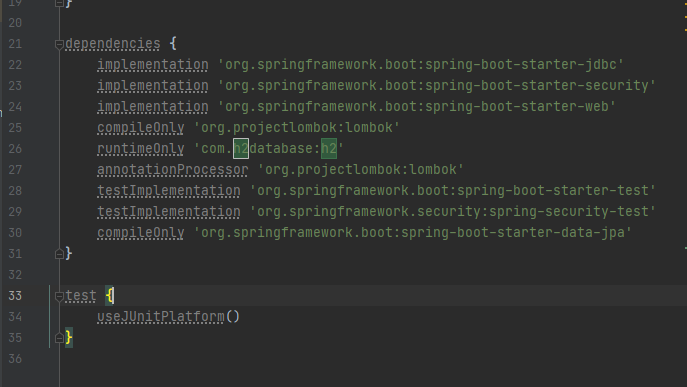 19 }
20
21 dependencies {
22 implementation 'org.springframework.boot:spring-boot-starter-jdbc'
23 implementation 'org.springframework.boot:spring-boot-starter-security'
24 implementation 'org.springframework.boot:spring-boot-starter-web'
25 compileOnly 'org.projectlombok:lombok'
26 runtimeOnly 'com.h2database:h2'
27 annotationProcessor 'org.projectlombok:lombok'
28 testImplementation 'org.springframework.boot:spring-boot-starter-test'
29 testImplementation 'org.springframework.security:spring-security-test'
30 compileOnly 'org.springframework.boot:spring-boot-starter-data-jpa'
31 }
32
33 test {
34 useJUnitPlatform()
35 }
36